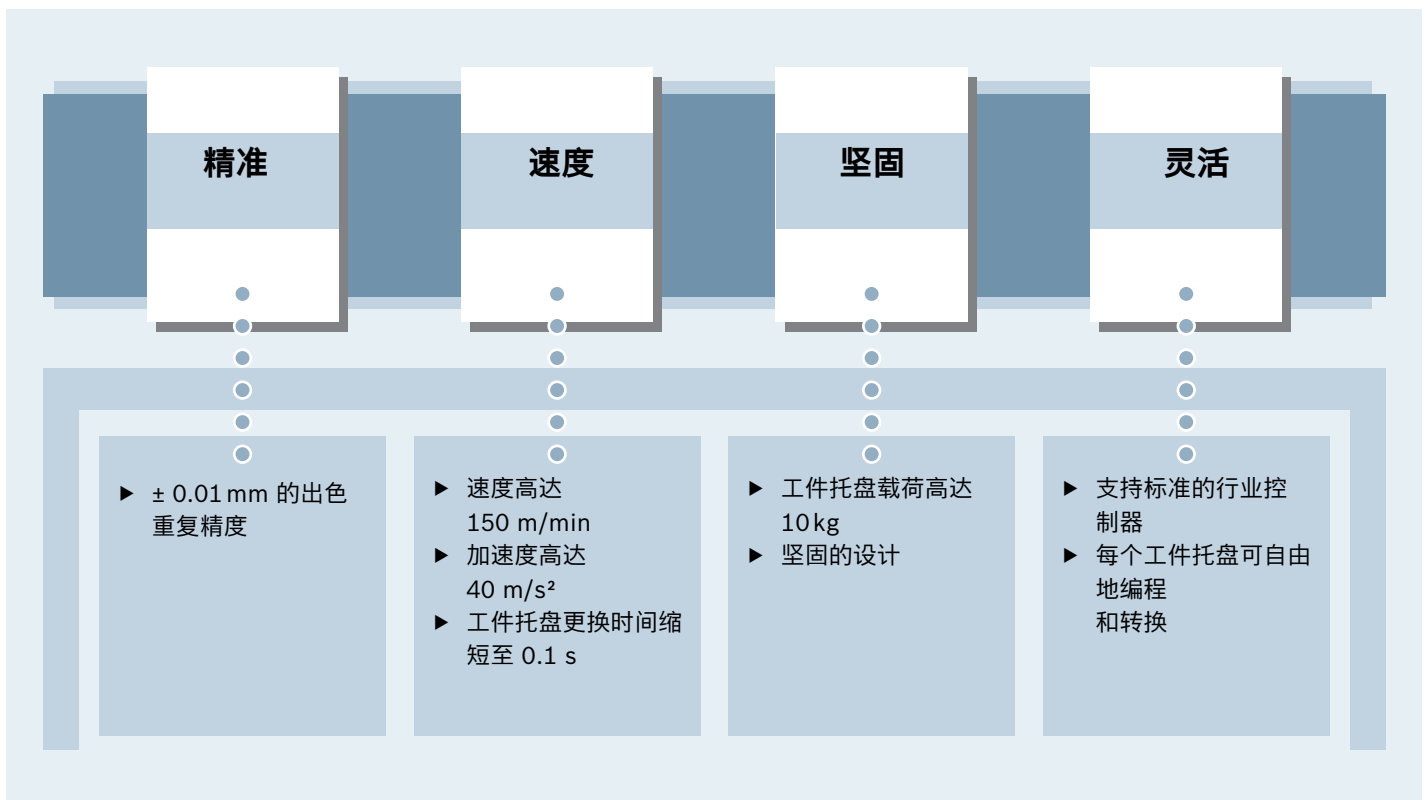 精准
速度
坚固
灵活
▶ ± 0.01 mm 的出色
重复精度
▶ 速度高达
150 m/min
▶ 加速度高达
40 m/s²
▶ 工件托盘更换时间缩
短至 0.1 s
▶ 工件托盘载荷高达
10 kg
▶ 坚固的设计
▶ 支持标准的行业控
制器
▶ 每个工件托盘可自由
地编程
和转换